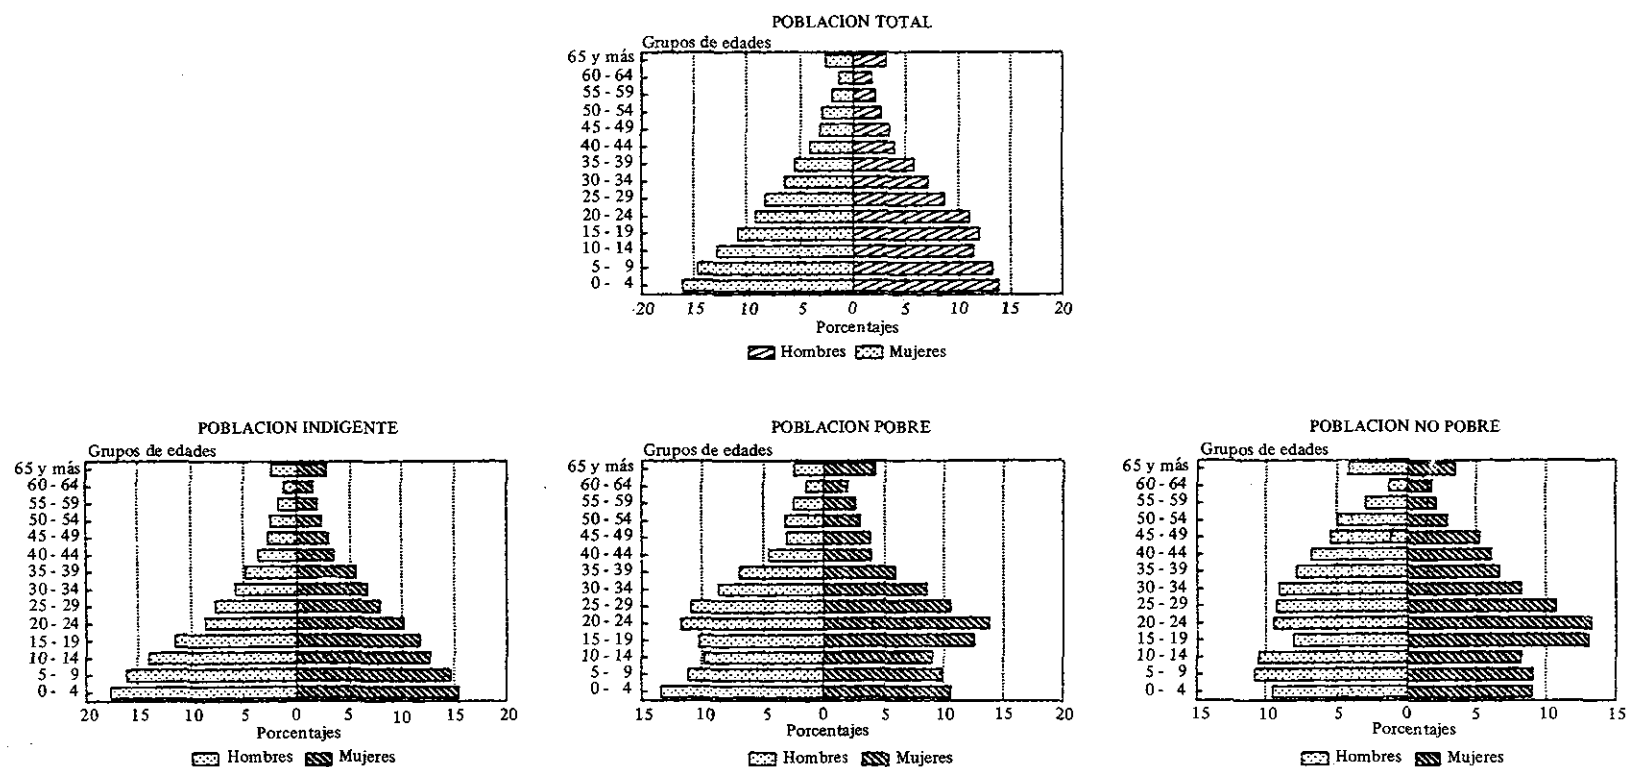 POBLACION TOTAL
Grupos de edades
65 y más
60 - 64
55 - 59
50 - 54
45 - 49
40 - 44
35 - 39
30 - 34
25 - 29
20 - 24
15 - 19
10 - 14
5 - 9
0 - 4
20 15 10 5 0 5 10 15 20
Porcentajes
Hombres Mujeres
POBLACION INDIGENTE
Grupos de edades
65 y más
60 - 64
55 - 59
50 - 54
45 - 49
40 - 44
35 - 39
30 - 34
25 - 29
20 - 24
15 - 19
10 - 14
5 - 9
0 - 4
20 15 10 5 0 5 10 15 20
Porcentajes
Hombres Mujeres
POBLACION POBRE
Grupos de edades
65 y más
60 - 64
55 - 59
50 - 54
45 - 49
40 - 44
35 - 39
30 - 34
25 - 29
20 - 24
15 - 19
10 - 14
5 - 9
0 - 4
15 10 5 0 5 10 15 20
Porcentajes
Hombres Mujeres
POBLACION NO POBRE
Grupos de edades
65 y más
60 - 64
55 - 59
50 - 54
45 - 49
40 - 44
35 - 39
30 - 34
25 - 29
20 - 24
15 - 19
10 - 14
5 - 9
0 - 4
15 10 5 0 5 10 15
Porcentajes
Hombres Mujeres